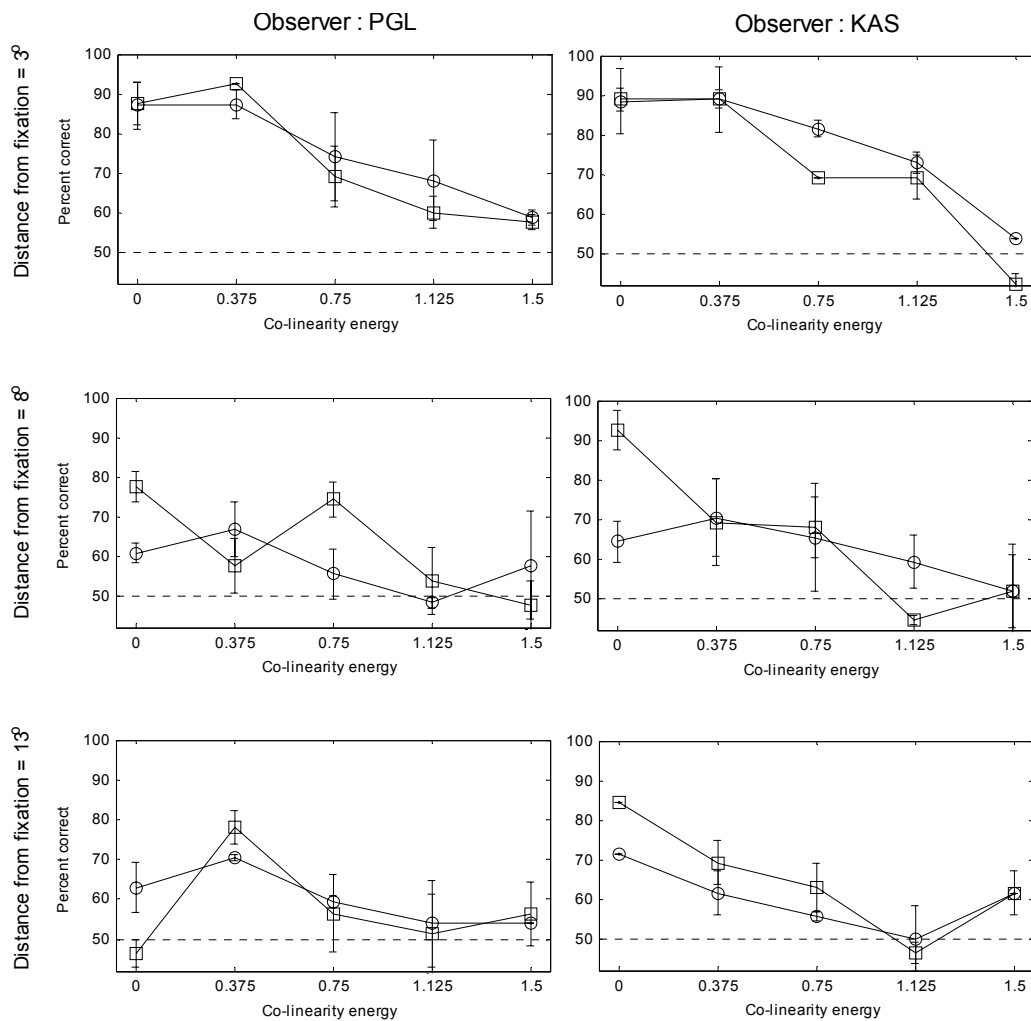 Observer : PGL
Observer : KAS
Distance from fixation = 3⁰
Percent correct
100
90
80
70
60
50
0 0.375 0.75 1.125 1.5
Co-linearity energy
100
90
80
70
60
50
0 0.375 0.75 1.125 1.5
Co-linearity energy
Distance from fixation = 8⁰
Percent correct
100
90
80
70
60
50
0 0.375 0.75 1.125 1.5
Co-linearity energy
100
90
80
70
60
50
0 0.375 0.75 1.125 1.5
Co-linearity energy
Distance from fixation = 13⁰
Percent correct
100
90
80
70
60
50
0 0.375 0.75 1.125 1.5
Co-linearity energy
100
90
80
70
60
50
0 0.375 0.75 1.125 1.5
Co-linearity energy